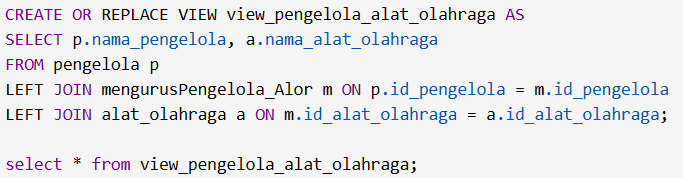 CREATE OR REPLACE VIEW view_pengelola_alat_olahraga AS
SELECT p.nama_pengelola, a.nama_alat_olahraga
FROM pengelola p
LEFT JOIN mengurusPengelola_Alor m ON p.id_pengelola = m.id_pengelola
LEFT JOIN alat_olahraga a ON m.id_alat_olahraga = a.id_alat_olahraga;
select * from view_pengelola_alat_olahraga;